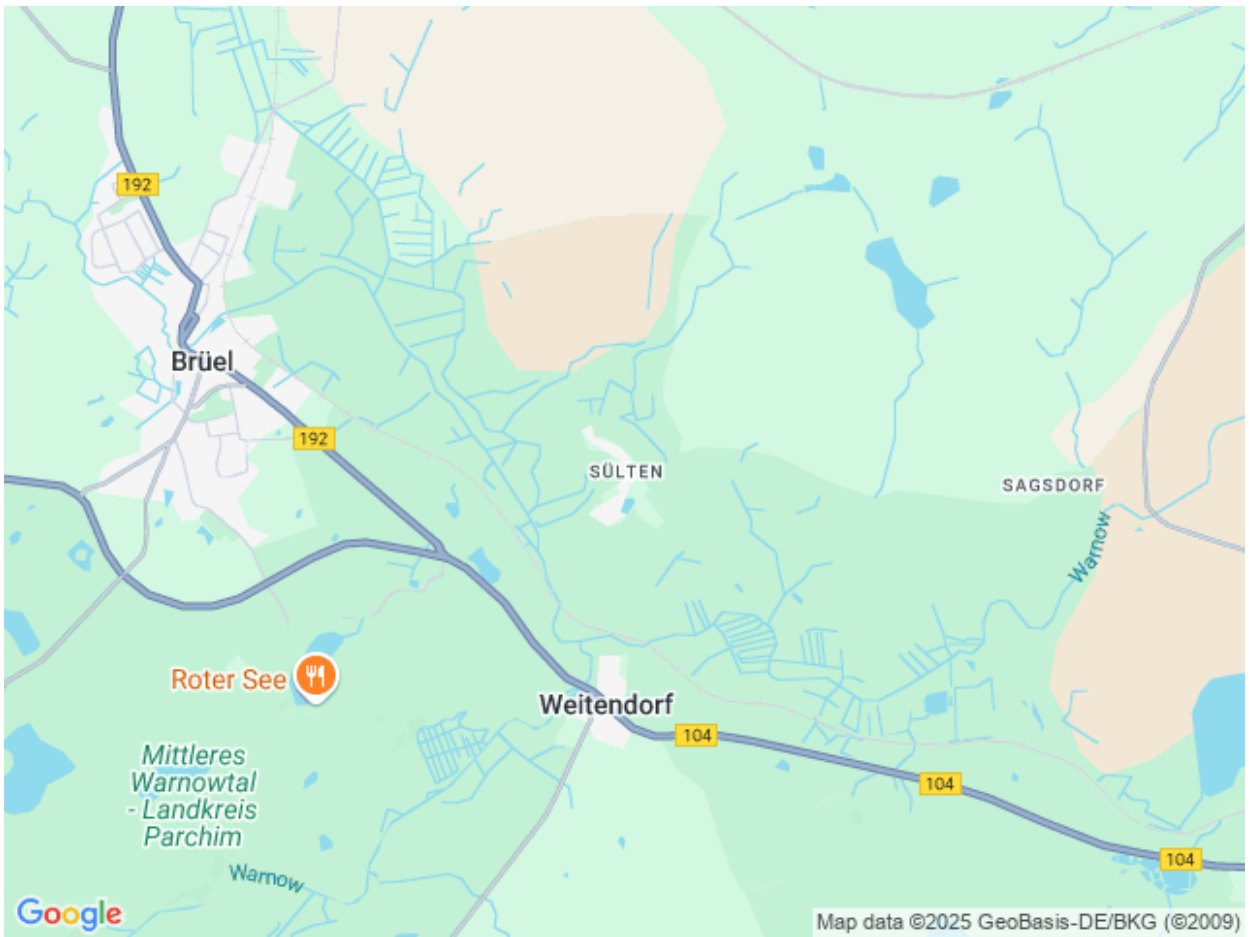 192
Brüel
192
SÜLTEN
SAGSDORF
Warnow
Roter See
Weitendorf
104
Mittleres
Warnowtal
- Landkreis
Parchim
104
104
Warnow
Google
Map data ©2025 GeoBasis-DE/BKG (©2009)